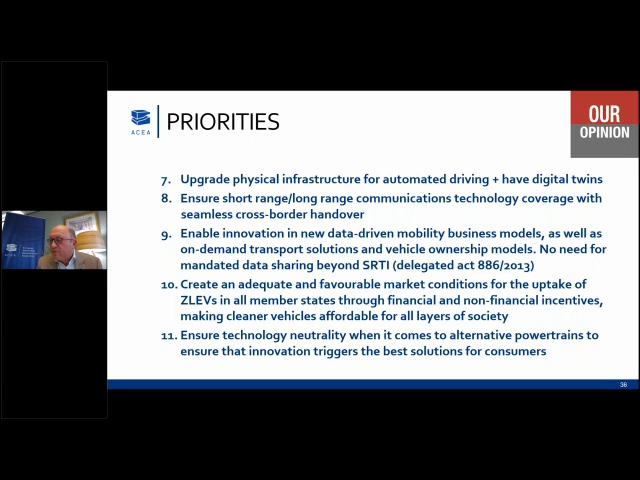 ACEA
PRIORITIES
OUR
OPINION
7. Upgrade physical infrastructure for automated driving + have digital twins
8. Ensure short range/long range communications technology coverage with
seamless cross-border handover
9. Enable innovation in new data-driven mobility business models, as well as
on-demand transport solutions and vehicle ownership models. No need for
mandated data sharing beyond SRTI (delegated act 886/2013)
10. Create an adequate and favourable market conditions for the uptake of
ZLEVs in all member states through financial and non-financial incentives,
making cleaner vehicles affordable for all layers of society
11. Ensure technology neutrality when it comes to alternative powertrains to
ensure that innovation triggers the best solutions for consumers
36
ACEA